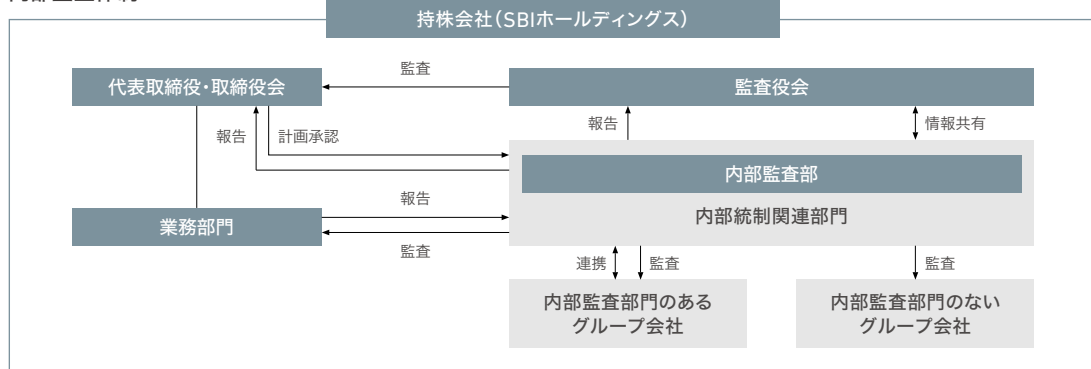 持株会社（SBIホールディングス）
監査
代表取締役・取締役会
監査役会
報告
計画承認
報告
情報共有
内部監査部
報告
内部統制関連部門
業務部門
監査
連携
監査
監査
内部監査部門のある
グループ会社
内部監査部門のない
グループ会社